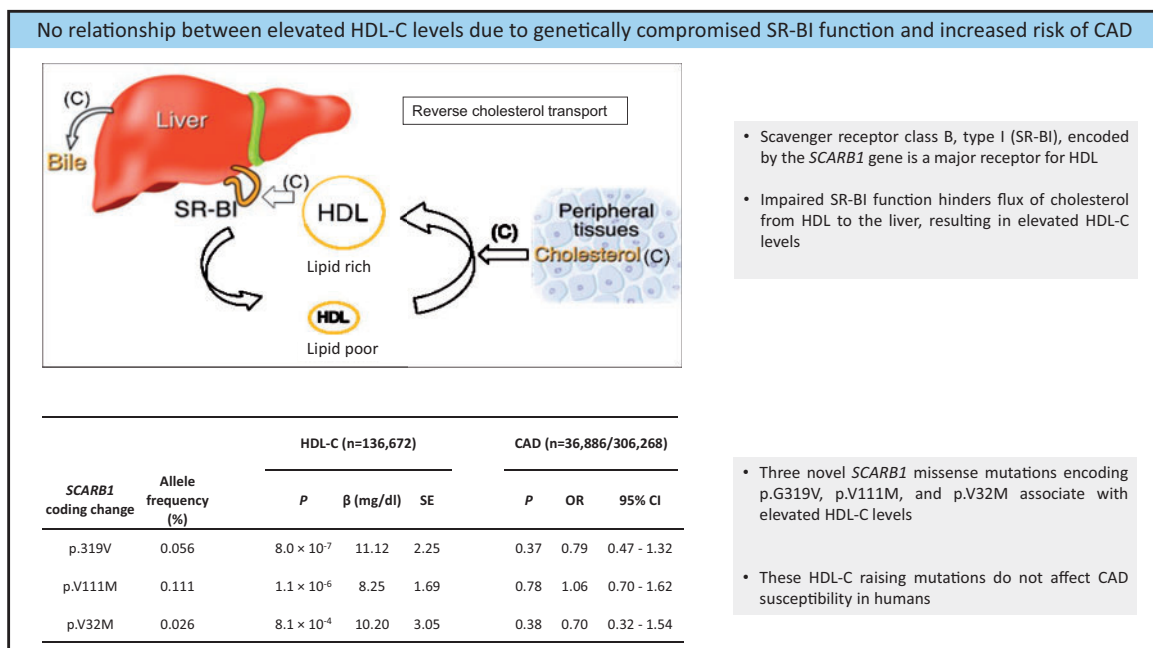 No relationship between elevated HDL-C levels due to genetically compromised SR-BI function and increased risk of CAD
Reverse cholesterol transport
(C)
Liver
Bile
SR-BI
(C)
HDL
Lipid rich
HDL
Lipid poor
(C)
Peripheral
tissues
Cholesterol (C)
• Scavenger receptor class B, type I (SR-BI), encoded
by the SCARB1 gene is a major receptor for HDL
• Impaired SR-BI function hinders flux of cholesterol
from HDL to the liver, resulting in elevated HDL-C
levels
HDL-C (n=136,672) CAD (n=36,886/306,268)
SCARB1
coding change
Allele
frequency
(%)
P β (mg/dl) SE P OR 95% CI
p.319V 0.056 8.0 × 10⁻⁷ 11.12 2.25 0.37 0.79 0.47 - 1.32
p.V111M 0.111 1.1 × 10⁻⁶ 8.25 1.69 0.78 1.06 0.70 - 1.62
p.V32M 0.026 8.1 × 10⁻⁴ 10.20 3.05 0.38 0.70 0.32 - 1.54
• Three novel SCARB1 missense mutations encoding
p.G319V, p.V111M, and p.V32M associate with
elevated HDL-C levels
• These HDL-C raising mutations do not affect CAD
susceptibility in humans